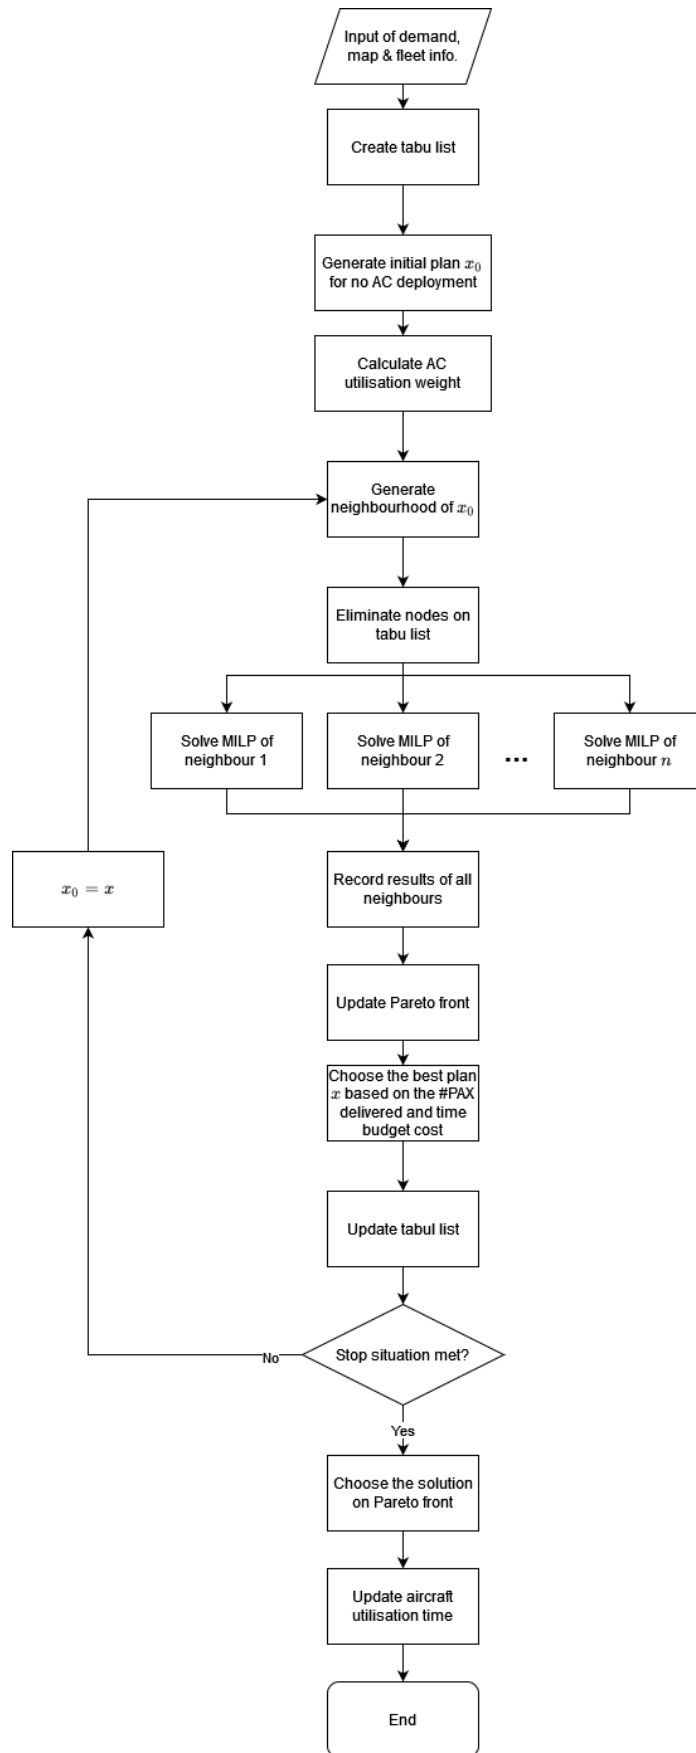 Input of demand,
map & fleet info.
Create tabu list
Generate initial plan x₀
for no AC deployment
Calculate AC
utilisation weight
Generate
neighbourhood of x₀
Eliminate nodes on
tabu list
Solve MILP of
neighbour 1
Solve MILP of
neighbour 2
...
Solve MILP of
neighbour n
x₀ = x
Record results of all
neighbours
Update Pareto front
Choose the best plan
x based on the #PAX
delivered and time
budget cost
Update tabul list
Stop situation met?
No
Yes
Choose the solution
on Pareto front
Update aircraft
utilisation time
End